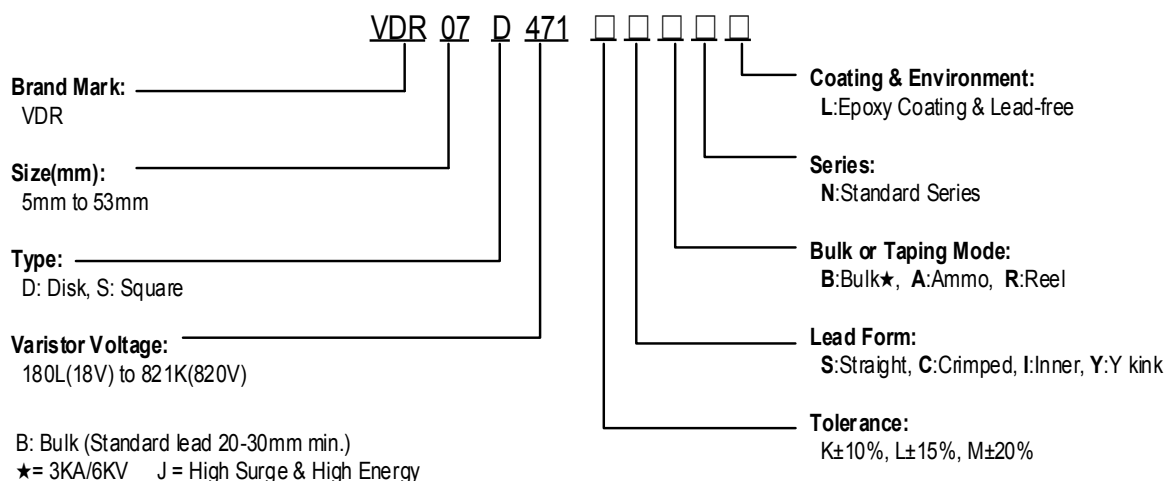 VDR 07 D 471 □ □ □ □ □
Brand Mark:
VDR
Size(mm):
5mm to 53mm
Type:
D: Disk, S: Square
Varistor Voltage:
180L(18V) to 821K(820V)
B: Bulk (Standard lead 20-30mm min.)
★= 3KA/6KV J = High Surge & High Energy
Coating & Environment:
L:Epoxy Coating & Lead-free
Series:
N:Standard Series
Bulk or Taping Mode:
B:Bulk★, A:Ammo, R:Reel
Lead Form:
S:Straight, C:Crimped, I:Inner, Y:Y kink
Tolerance:
K±10%, L±15%, M±20%